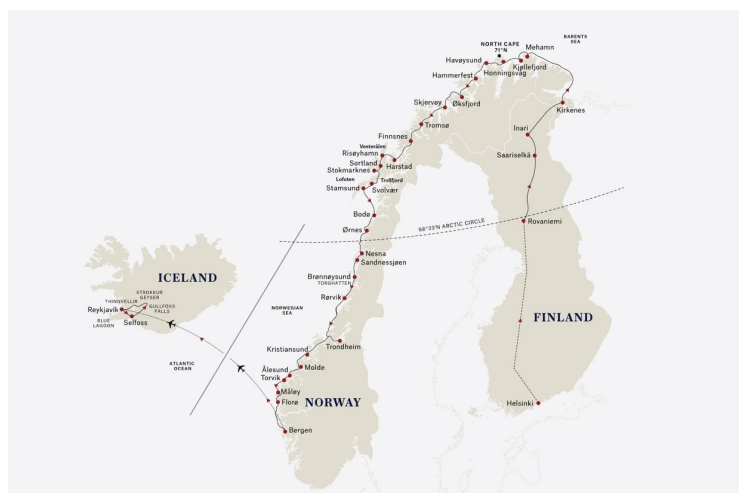 BARENTS
SEA
NORTH CAPE
71°N
Mehamn
Havøysund
Kjøllefjord
Honningsvåg
Hammerfest
Øksfjord
Skjervøy
Kirkenes
Tromsø
Inari
Finnsnes
Vesterålen
Risøyhamn
Harstad
Saariselkä
Sortland
Stokmarknes
Lofoten
Trollfjord
Stamsund
Svolvær
Bodø
Rovaniemi
66°33'N ARCTIC CIRCLE
Ørnes
Nesna
Sandnessjøen
ICELAND
Brønnøysund
TORGHATTEN
STROKKUR
GEYSER
THINGVELLIR
GULLFOSS
FALLS
Reykjavik
BLUE
LAGOON
Selfoss
Rørvik
NORWEGIAN
SEA
FINLAND
Trondheim
Kristiansund
ATLANTIC
OCEAN
Molde
Ålesund
Torvik
Måløy
NORWAY
Florø
Helsinki
Bergen